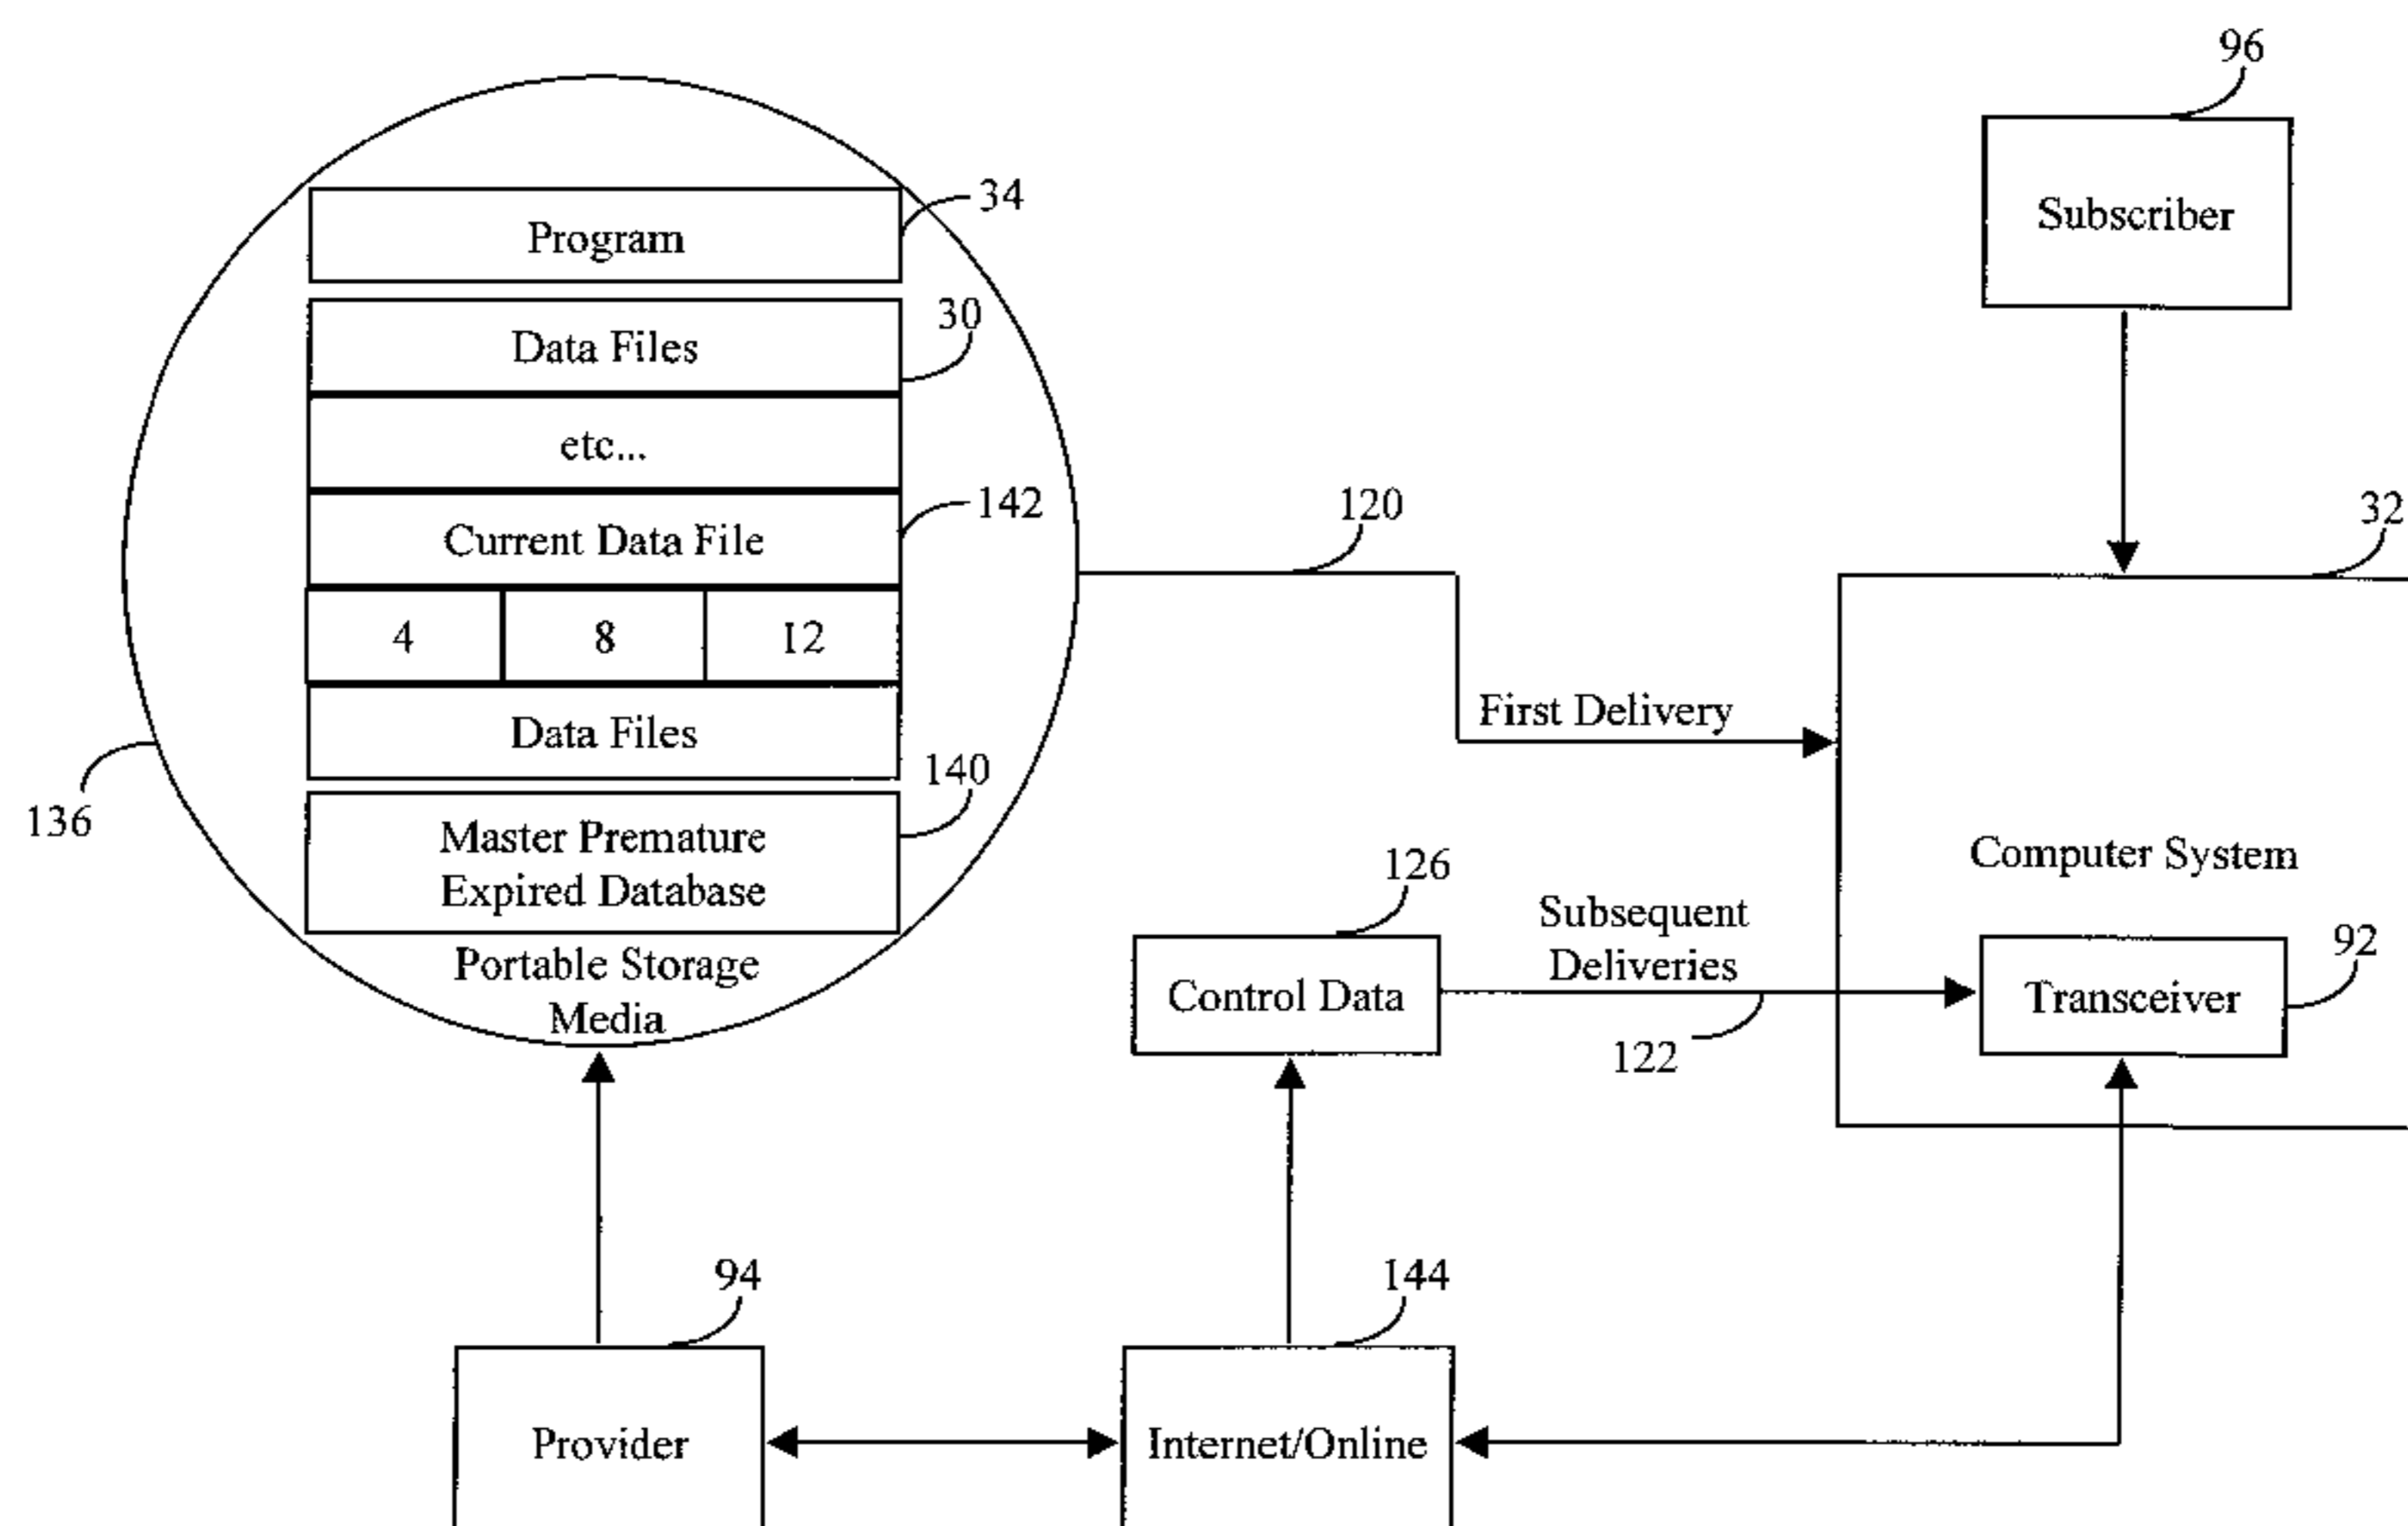 96
34
Program
Subscriber
30
Data Files
etc...
142
120
32
Current Data File
4 8 12
First Delivery
Data Files
140
136
Master Premature
Expired Database
Computer System
126
Subsequent
Deliveries
92
Portable Storage
Media
Control Data
Transceiver
122
94
144
Provider
Internet/Online